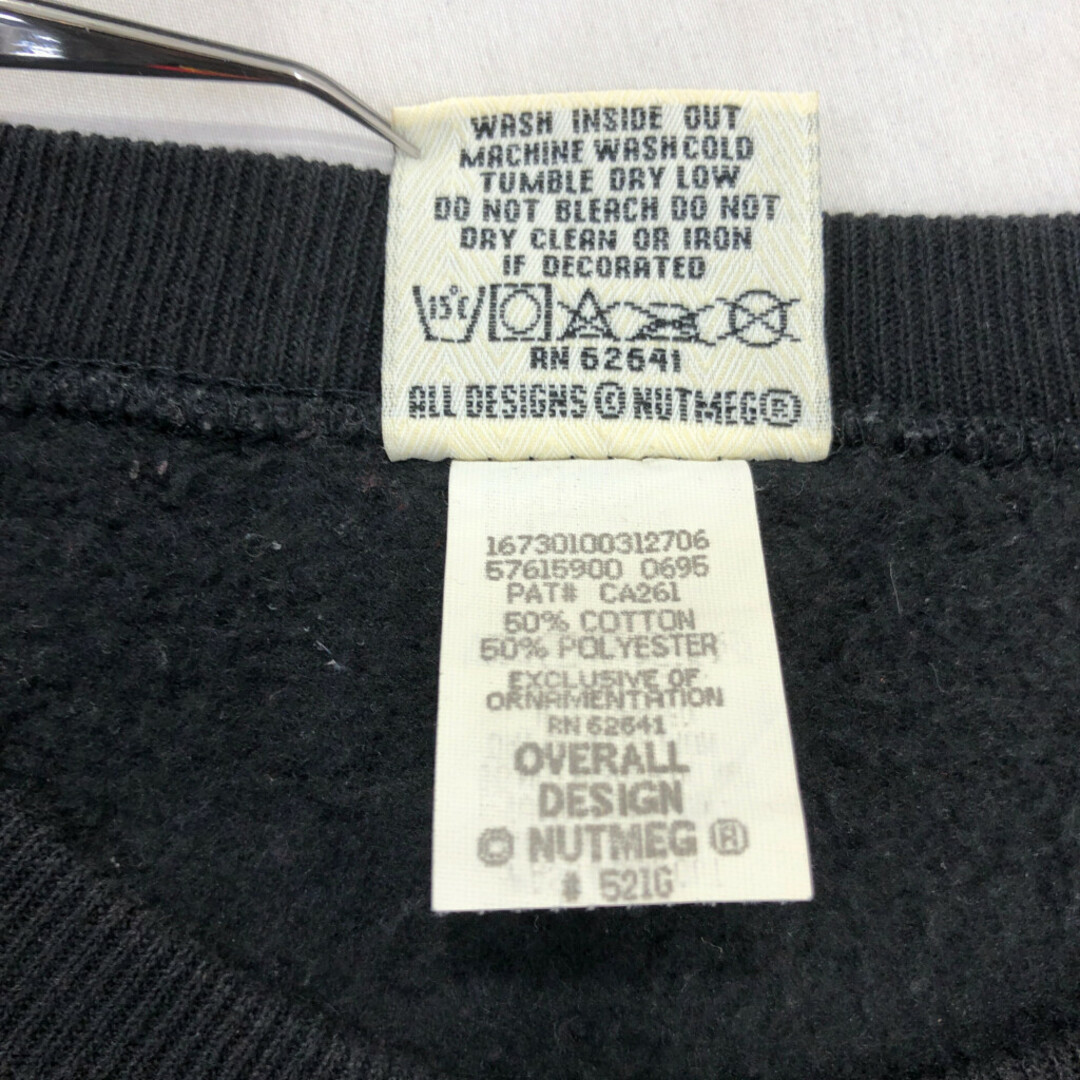 WASH INSIDE OUT
MACHINE WASH COLD
TUMBLE DRY LOW
DO NOT BLEACH DO NOT
DRY CLEAN OR IRON
IF DECORATED
15°C
RN 62641
ALL DESIGNS © NUTMEG®
16730100312706
57615900 0695
PAT# CA261
50% COTTON
50% POLYESTER
EXCLUSIVE OF
ORNAMENTATION
RN 62641
OVERALL
DESIGN
© NUTMEG ®
# 521G